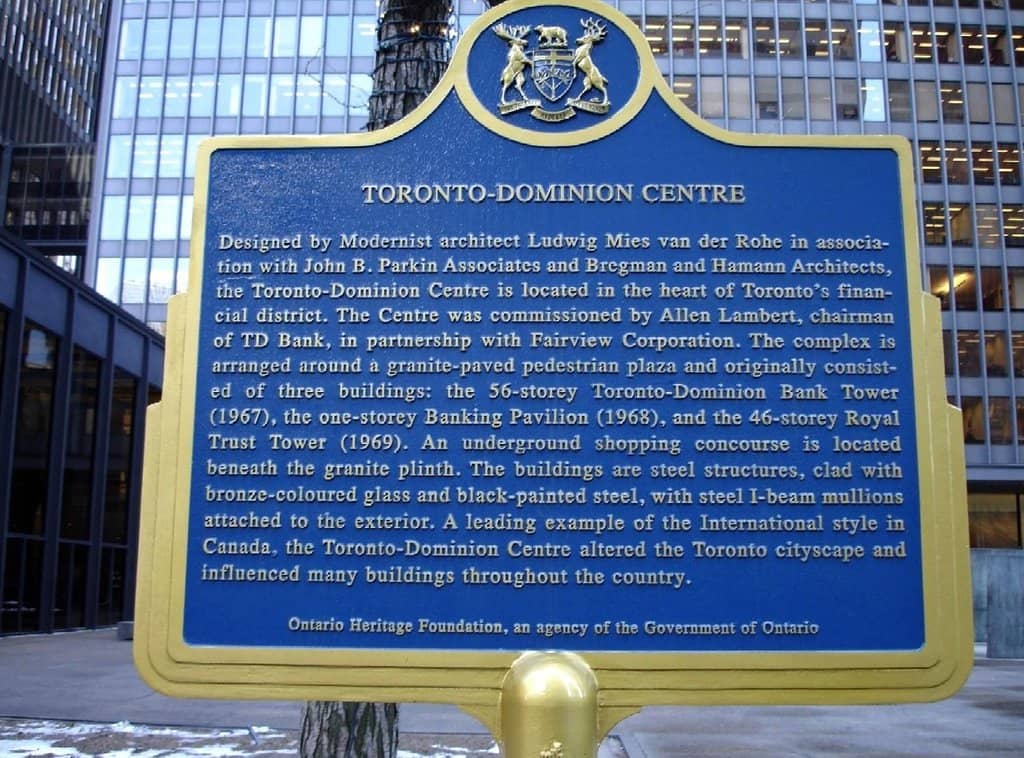 TORONTO-DOMINION CENTRE
Designed by Modernist architect Ludwig Mies van der Rohe in associa-
tion with John B. Parkin Associates and Bregman and Hamann Architects,
the Toronto-Dominion Centre is located in the heart of Toronto's finan-
cial district. The Centre was commissioned by Allen Lambert, chairman
of TD Bank, in partnership with Fairview Corporation. The complex is
arranged around a granite-paved pedestrian plaza and originally consist-
ed of three buildings: the 56-storey Toronto-Dominion Bank Tower
(1967), the one-storey Banking Pavilion (1968), and the 46-storey Royal
Trust Tower (1969). An underground shopping concourse is located
beneath the granite plinth. The buildings are steel structures, clad with
bronze-coloured glass and black-painted steel, with steel I-beam mullions
attached to the exterior. A leading example of the International style in
Canada, the Toronto-Dominion Centre altered the Toronto cityscape and
influenced many buildings throughout the country.
Ontario Heritage Foundation, an agency of the Government of Ontario